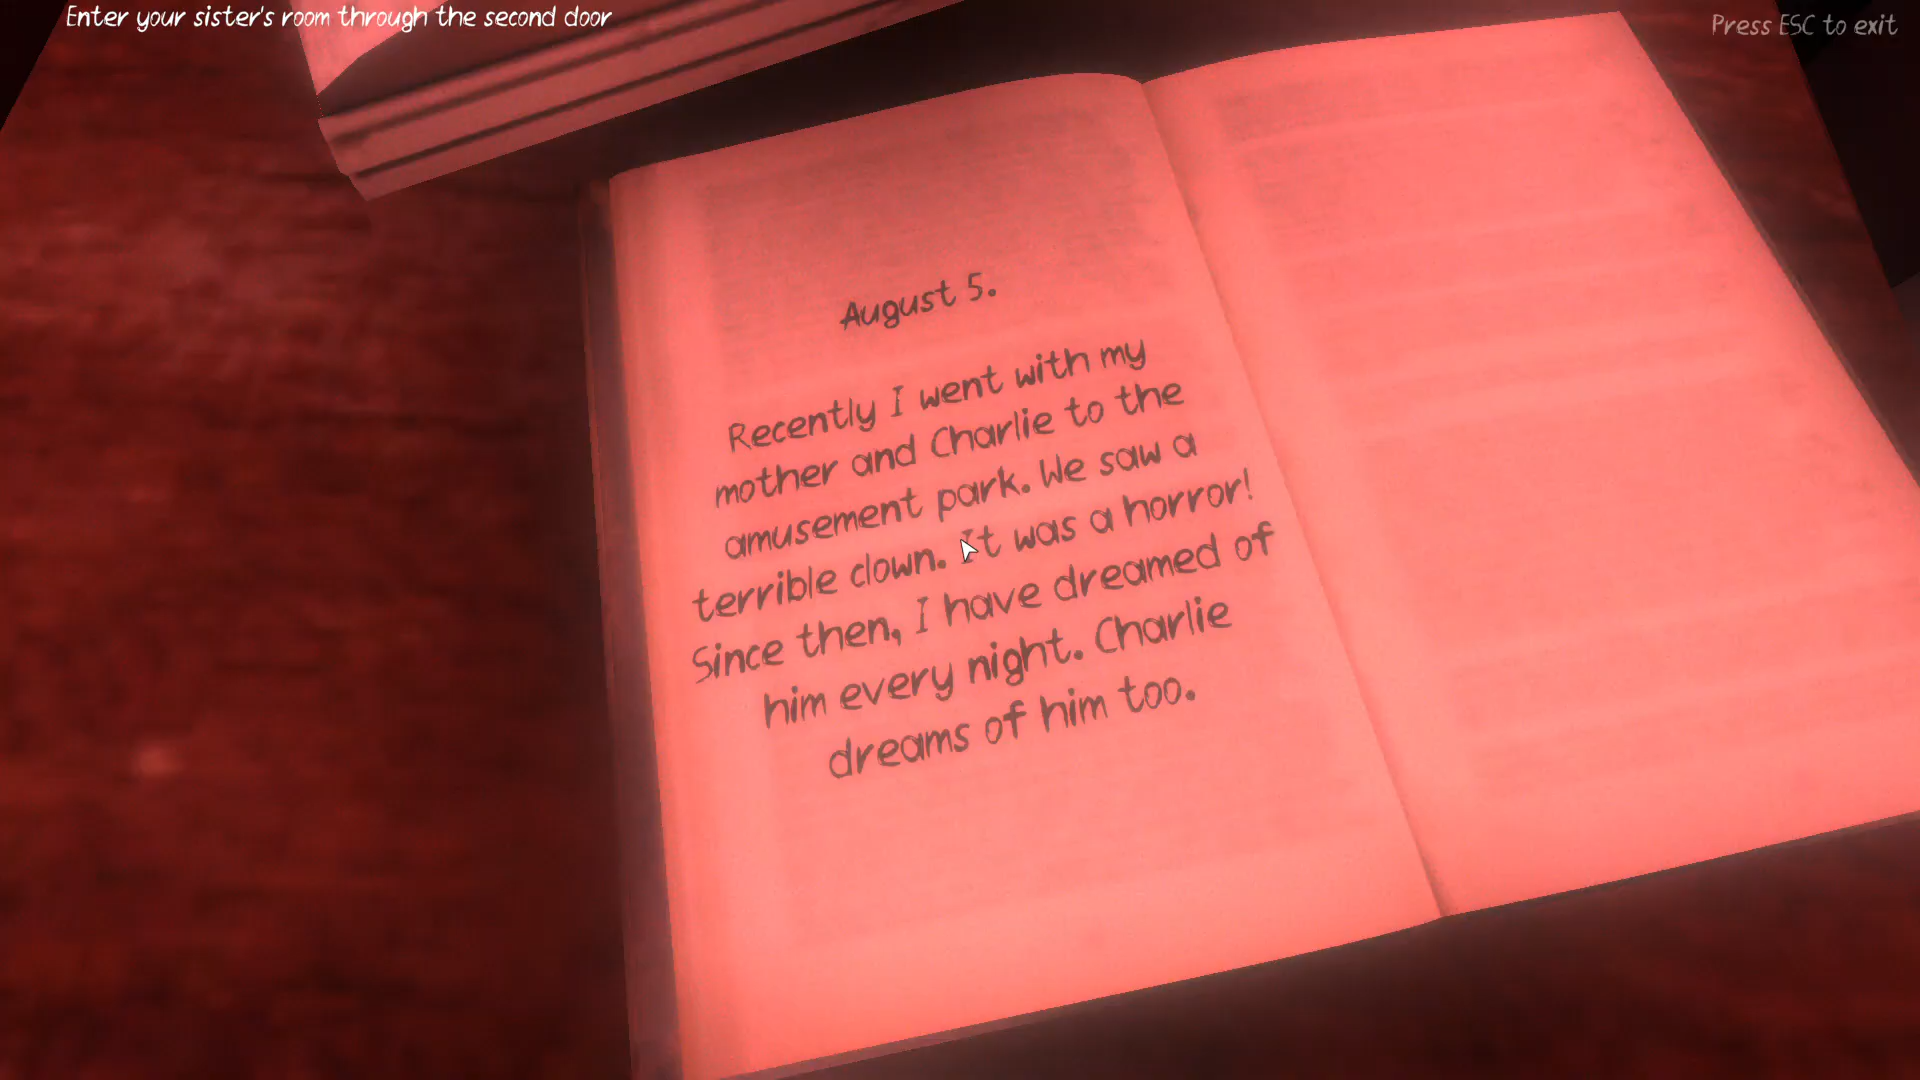 Enter your sister's room through the second door
Press ESC to exit
August 5.
Recently I went with my
mother and Charlie to the
amusement park. We saw a
terrible clown. It was a horror!
Since then, I have dreamed of
him every night. Charlie
dreams of him too.